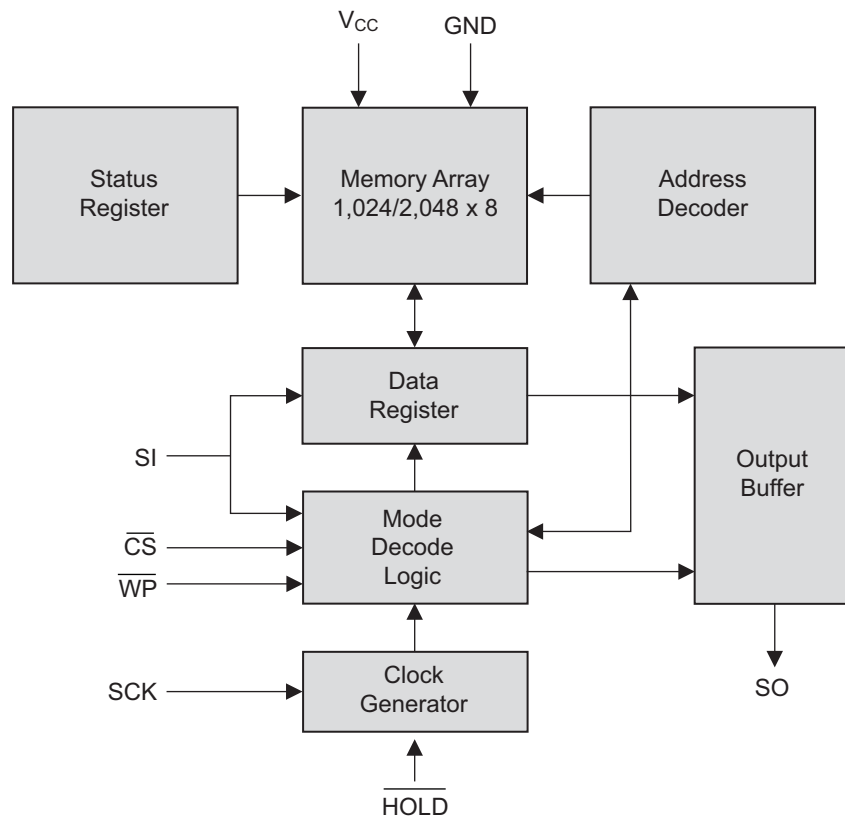 VCC
GND
Status
Register
Memory Array
1,024/2,048 x 8
Address
Decoder
Data
Register
SI
Output
Buffer
Mode
Decode
Logic
CS
WP
Clock
Generator
SCK
SO
HOLD